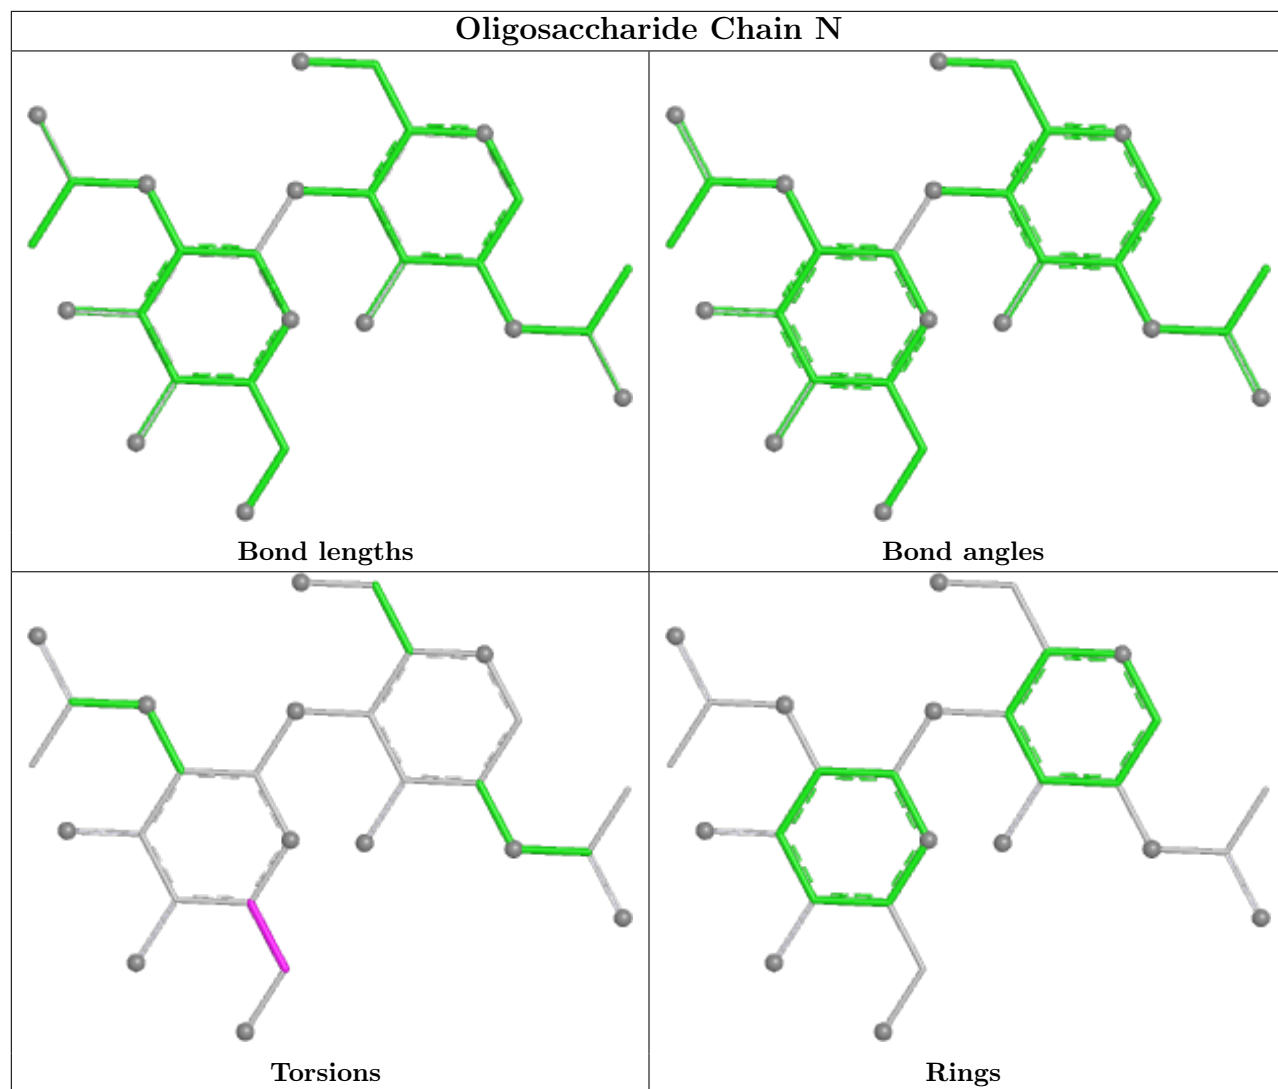 Oligosaccharide Chain N
Bond lengths
Bond angles
Torsions
Rings